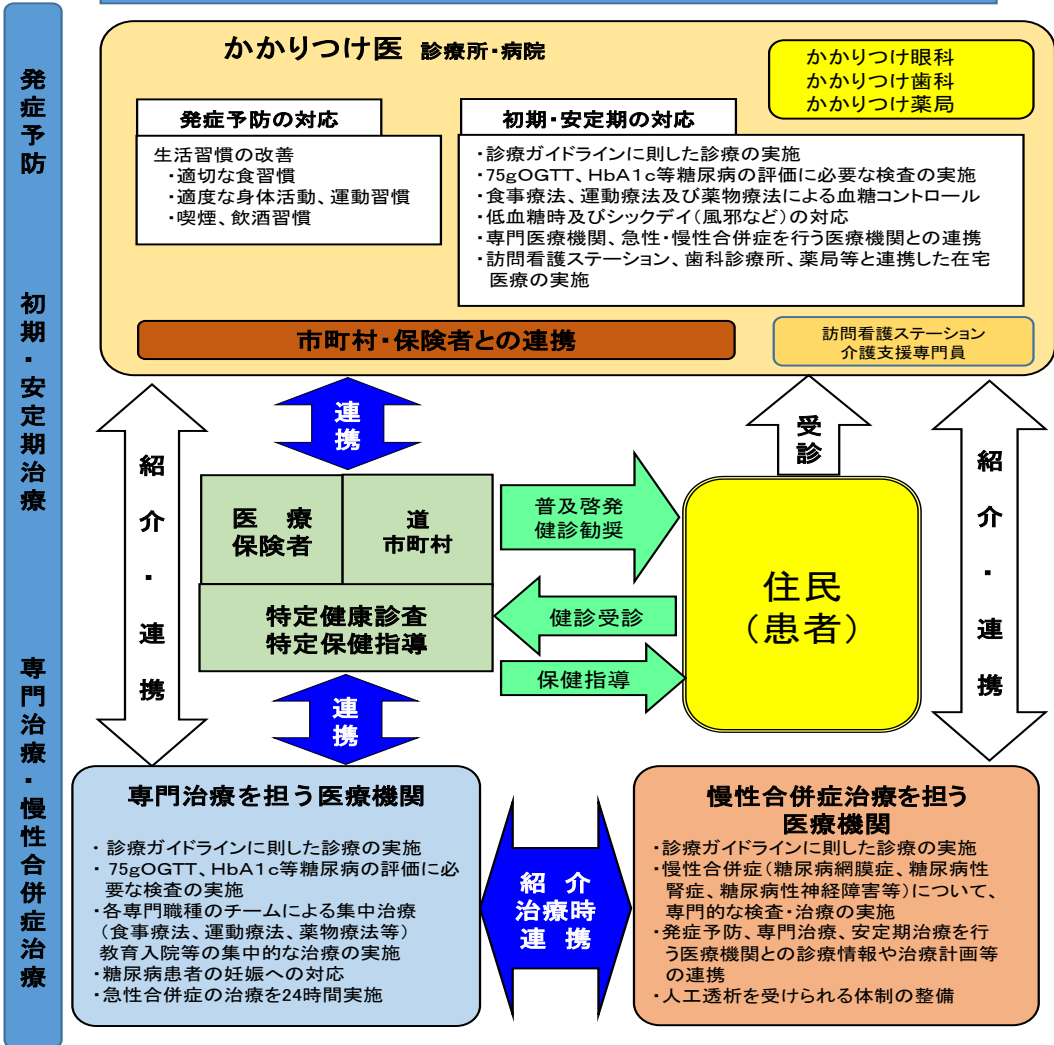 発症予防
初期・安定期治療
専門治療・慢性合併症治療
かかりつけ医 診療所・病院
かかりつけ眼科
かかりつけ歯科
かかりつけ薬局
発症予防の対応
生活習慣の改善
・適切な食習慣
・適度な身体活動、運動習慣
・喫煙、飲酒習慣
初期・安定期の対応
・診療ガイドラインに則した診療の実施
・75gOGTT、HbA1c等糖尿病の評価に必要な検査の実施
・食事療法、運動療法及び薬物療法による血糖コントロール
・低血糖時及びシックデイ(風邪など)の対応
・専門医療機関、急性・慢性合併症を行う医療機関との連携
・訪問看護ステーション、歯科診療所、薬局等と連携した在宅
医療の実施
市町村・保険者との連携
訪問看護ステーション
介護支援専門員
紹介・連携
連携
受診
紹介・連携
医 療
保険者
道
市町村
特定健康診査
特定保健指導
普及啓発
健診勧奨
健診受診
保健指導
住民
(患者)
連携
専門治療を担う医療機関
・ 診療ガイドラインに則した診療の実施
・ 75gOGTT、HbA1c等糖尿病の評価に必
要な検査の実施
・各専門職種のチームによる集中治療
(食事療法、運動療法、薬物療法等)
教育入院等の集中的な治療の実施
・糖尿病患者の妊娠への対応
・急性合併症の治療を24時間実施
紹 介
治療時
連 携
慢性合併症治療を担う
医療機関
・診療ガイドラインに則した診療の実施
・慢性合併症(糖尿病網膜症、糖尿病性
腎症、糖尿病性神経障害等)について、
専門的な検査・治療の実施
・発症予防、専門治療、安定期治療を行
う医療機関との診療情報や治療計画等
の連携
・人工透析を受けられる体制の整備